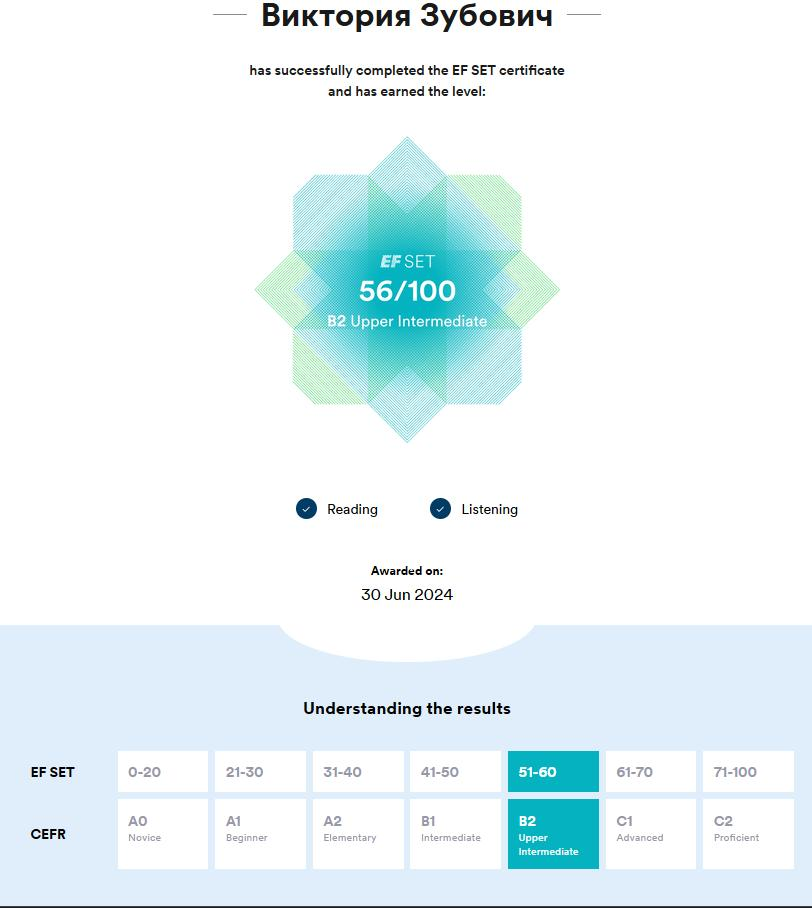 Виктория Зубович
has successfully completed the EF SET certificate
and has earned the level:
EF SET
56/100
B2 Upper Intermediate
Reading Listening
Awarded on:
30 Jun 2024
Understanding the results
EF SET 0-20 21-30 31-40 41-50 51-60 61-70 71-100
CEFR A0 A1 A2 B1 B2 C1 C2
Novice Beginner Elementary Intermediate Upper Advanced Proficient
Intermediate